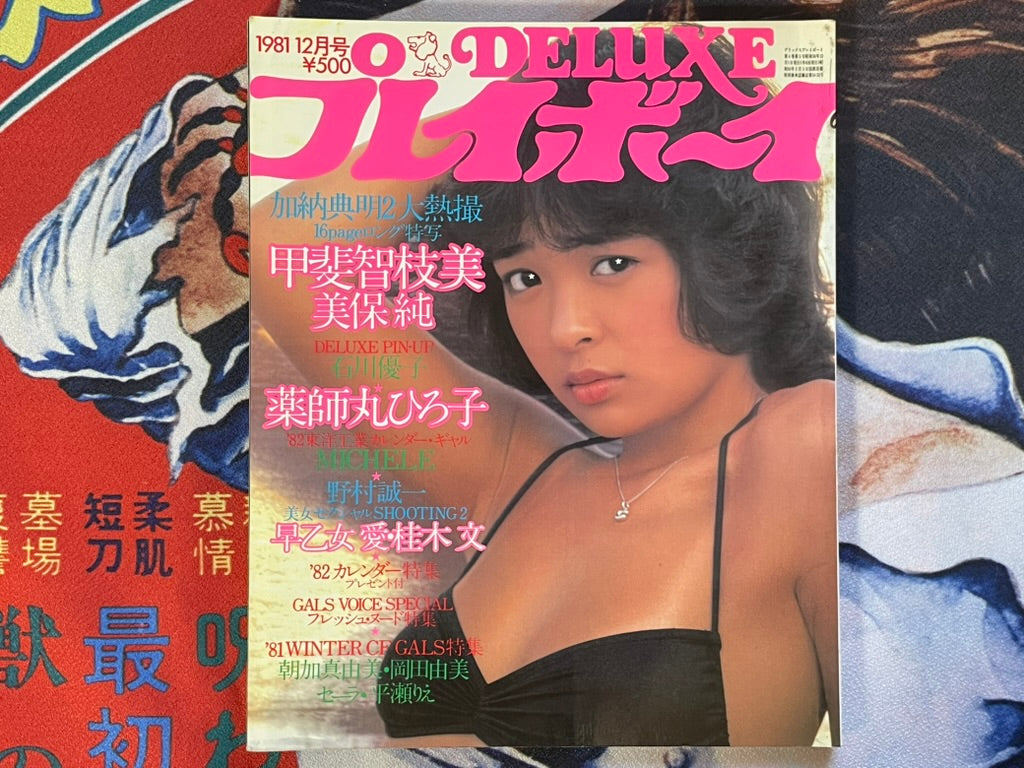 1981 12月号
¥500
DELUXE
プレイボーイ
加納典明2大熱撮
16pageロング特写
甲斐智枝美
美保 純
DELUXE PIN-UP
石川優子
薬師丸ひろ子
'82東洋工業カレンダー・ギャル
MICHELE
野村誠一
美女スペシャルSHOOTING 2
早乙女 愛・桂木 文
'82カレンダー特集
プレゼント付
GALS VOICE SPECIAL
フレッシュ・ヌード特集
'81 WINTER CF GALS特集
朝加真由美・岡田由美
セーラ・平瀬りえ
墓場
短刀
柔肌
慕情
獣
最初
呪
の